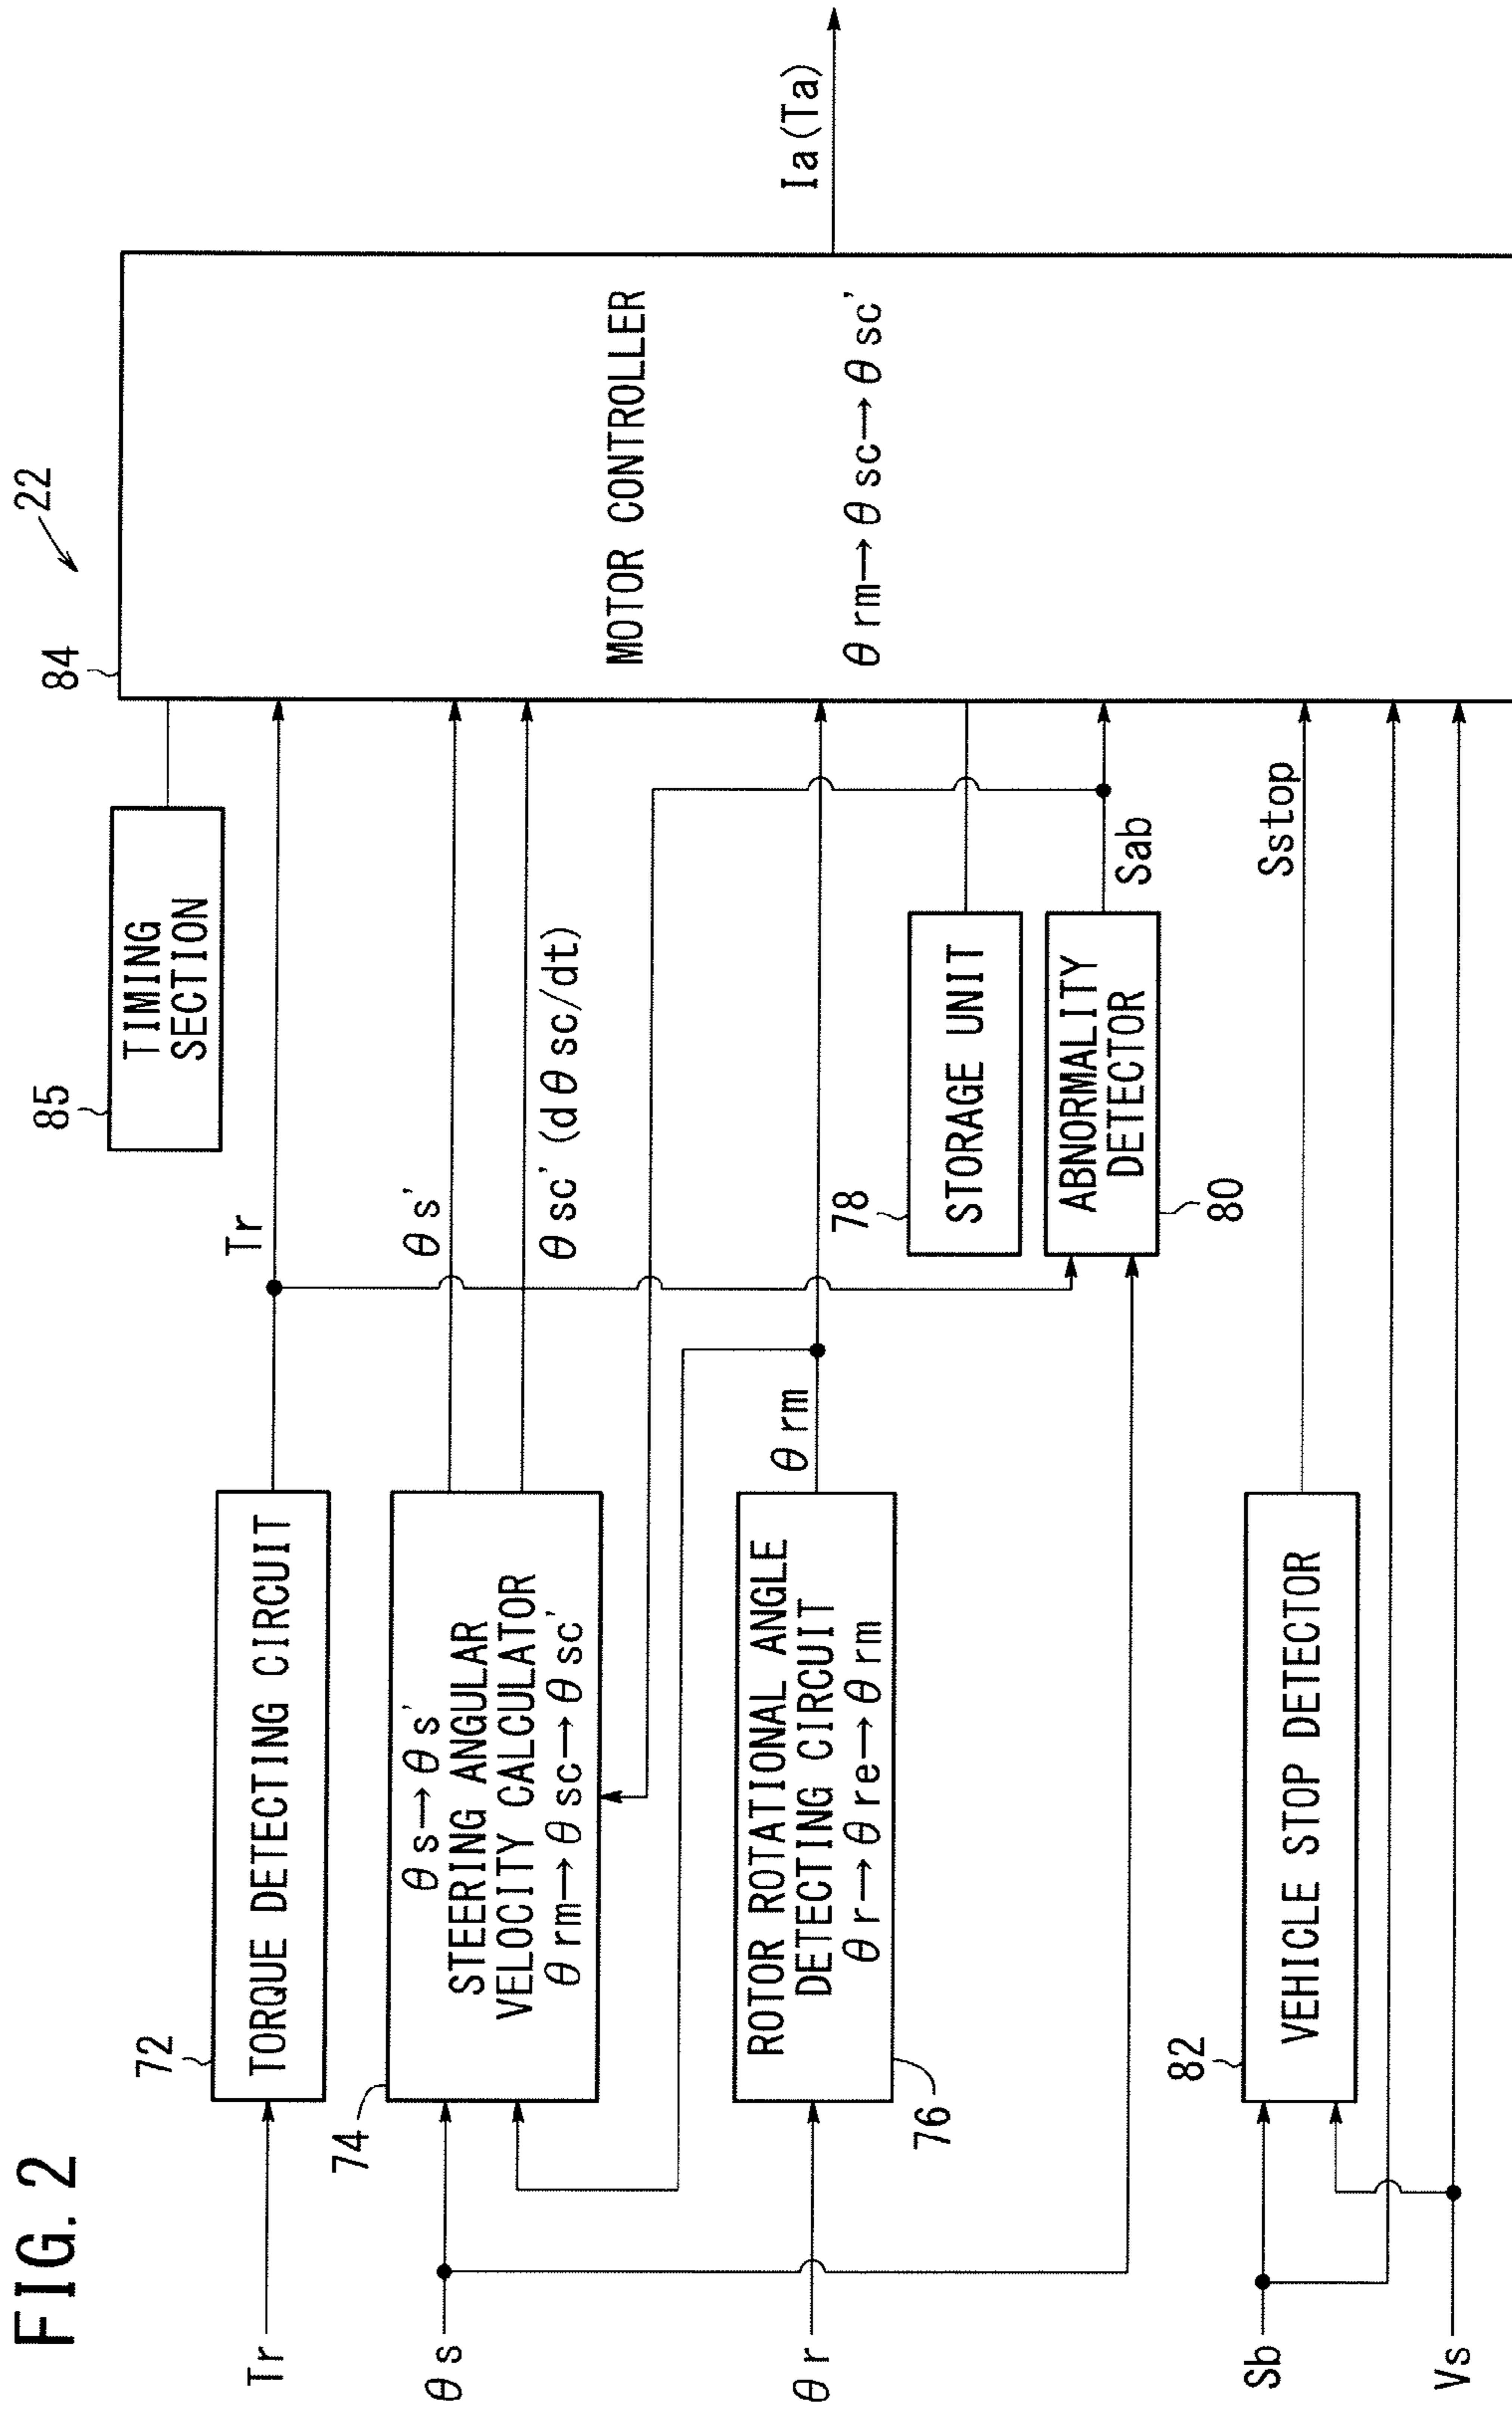 FIG. 2
22
84
85
TIMING
SECTION
Tr
72
TORQUE DETECTING CIRCUIT
Tr
θs
74
θs→θs'
STEERING ANGULAR
VELOCITY CALCULATOR
θrm→θsc→θsc'
θs'
θsc'(dθsc/dt)
MOTOR CONTROLLER
θrm→θsc→θsc'
Ia(Ta)
θr
ROTOR ROTATIONAL ANGLE
DETECTING CIRCUIT
θr→θre→θrm
76
θrm
78
STORAGE UNIT
ABNORMALITY
DETECTOR
80
Sab
Sb
Vs
82
VEHICLE STOP DETECTOR
Sstop